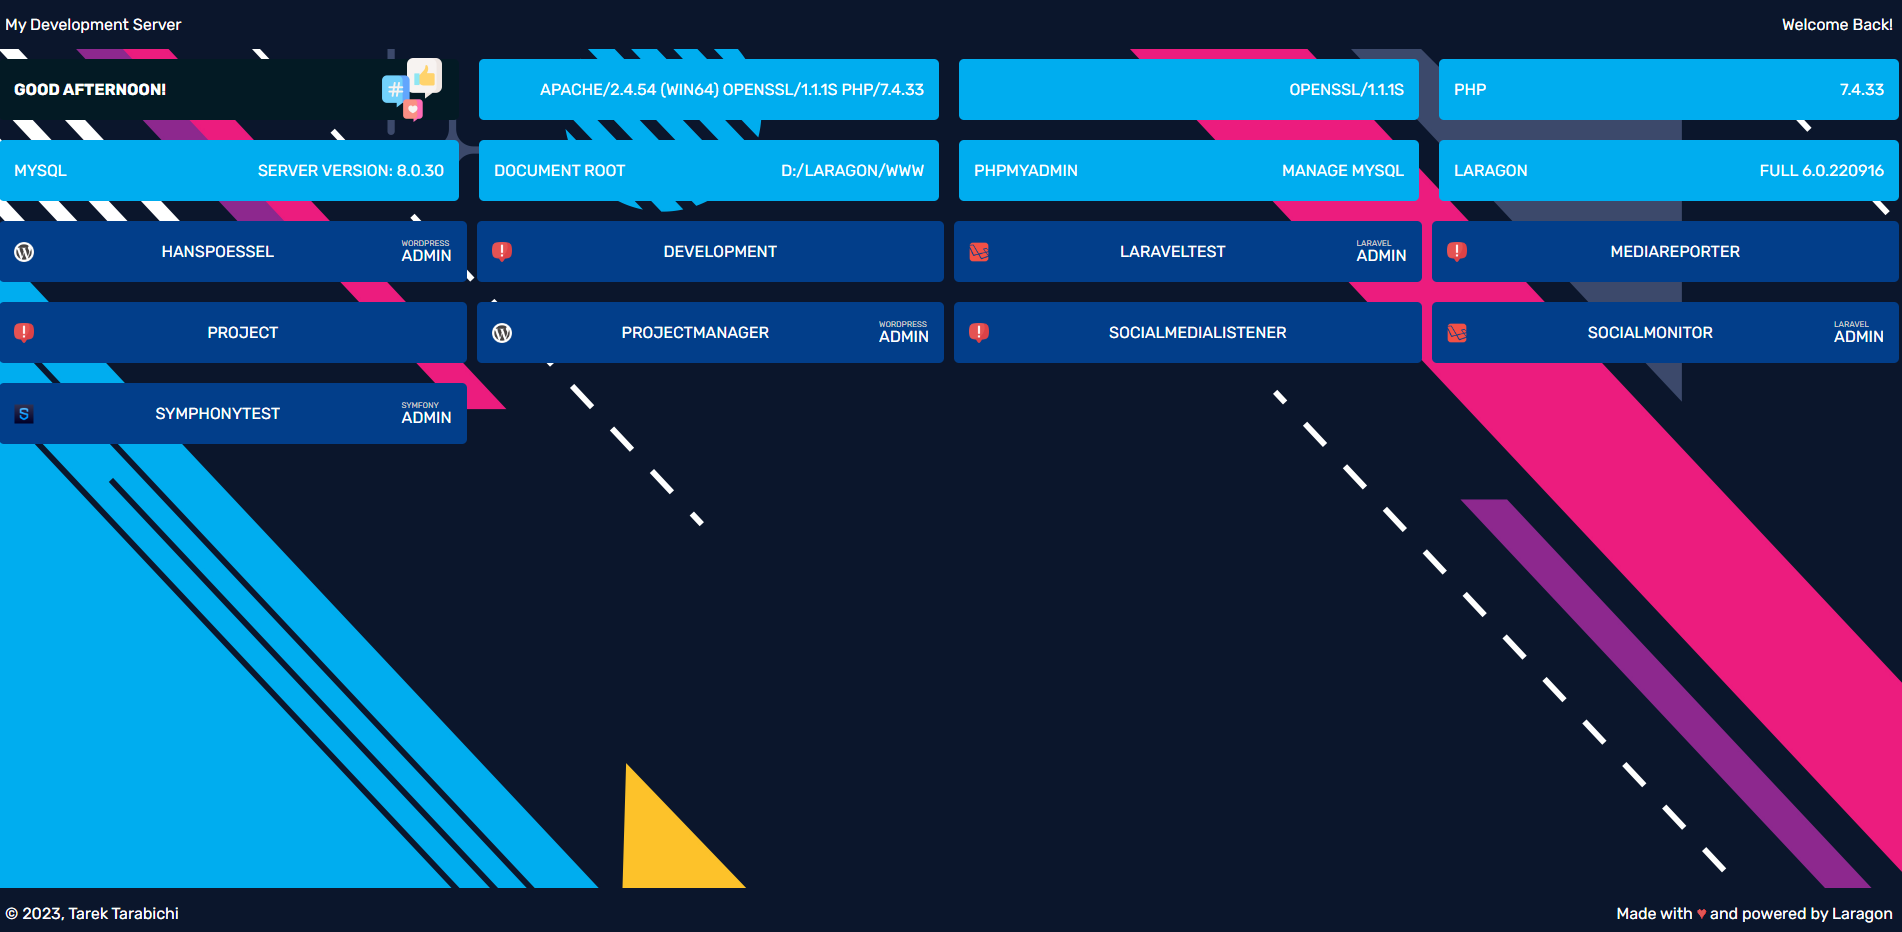 My Development Server
Welcome Back!
GOOD AFTERNOON!
#
APACHE/2.4.54 (WIN64) OPENSSL/1.1.1S PHP/7.4.33
OPENSSL/1.1.1S
PHP 7.4.33
MYSQL SERVER VERSION: 8.0.30
DOCUMENT ROOT D:/LARAGON/WWW
PHPMYADMIN MANAGE MYSQL
LARAGON FULL 6.0.220916
HANSPOESSEL
WORDPRESS
ADMIN
!
DEVELOPMENT
LARAVELTEST
LARAVEL
ADMIN
!
MEDIAREPORTER
!
PROJECT
PROJECTMANAGER
WORDPRESS
ADMIN
!
SOCIALMEDIALISTENER
SOCIALMONITOR
LARAVEL
ADMIN
S
SYMPHONYTEST
SYMFONY
ADMIN
© 2023, Tarek Tarabichi
Made with ♥ and powered by Laragon